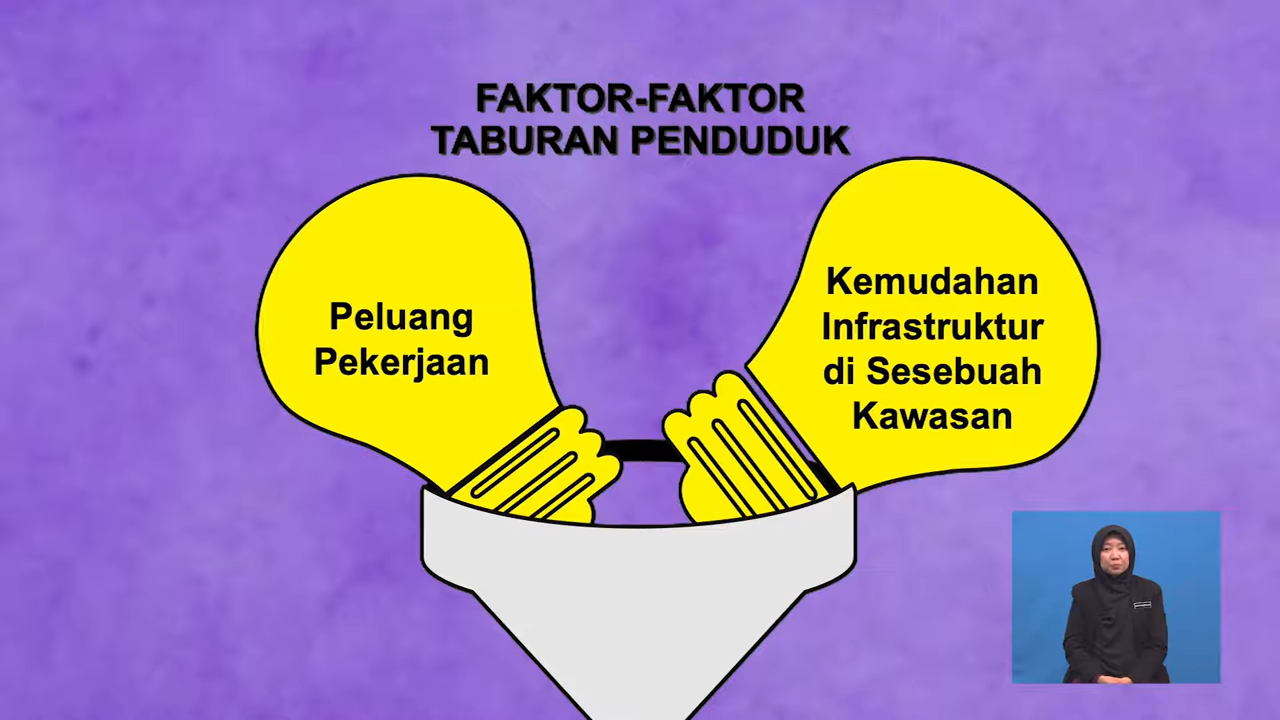 FAKTOR-FAKTOR
TABURAN PENDUDUK
Peluang
Pekerjaan
Kemudahan
Infrastruktur
di Sesebuah
Kawasan